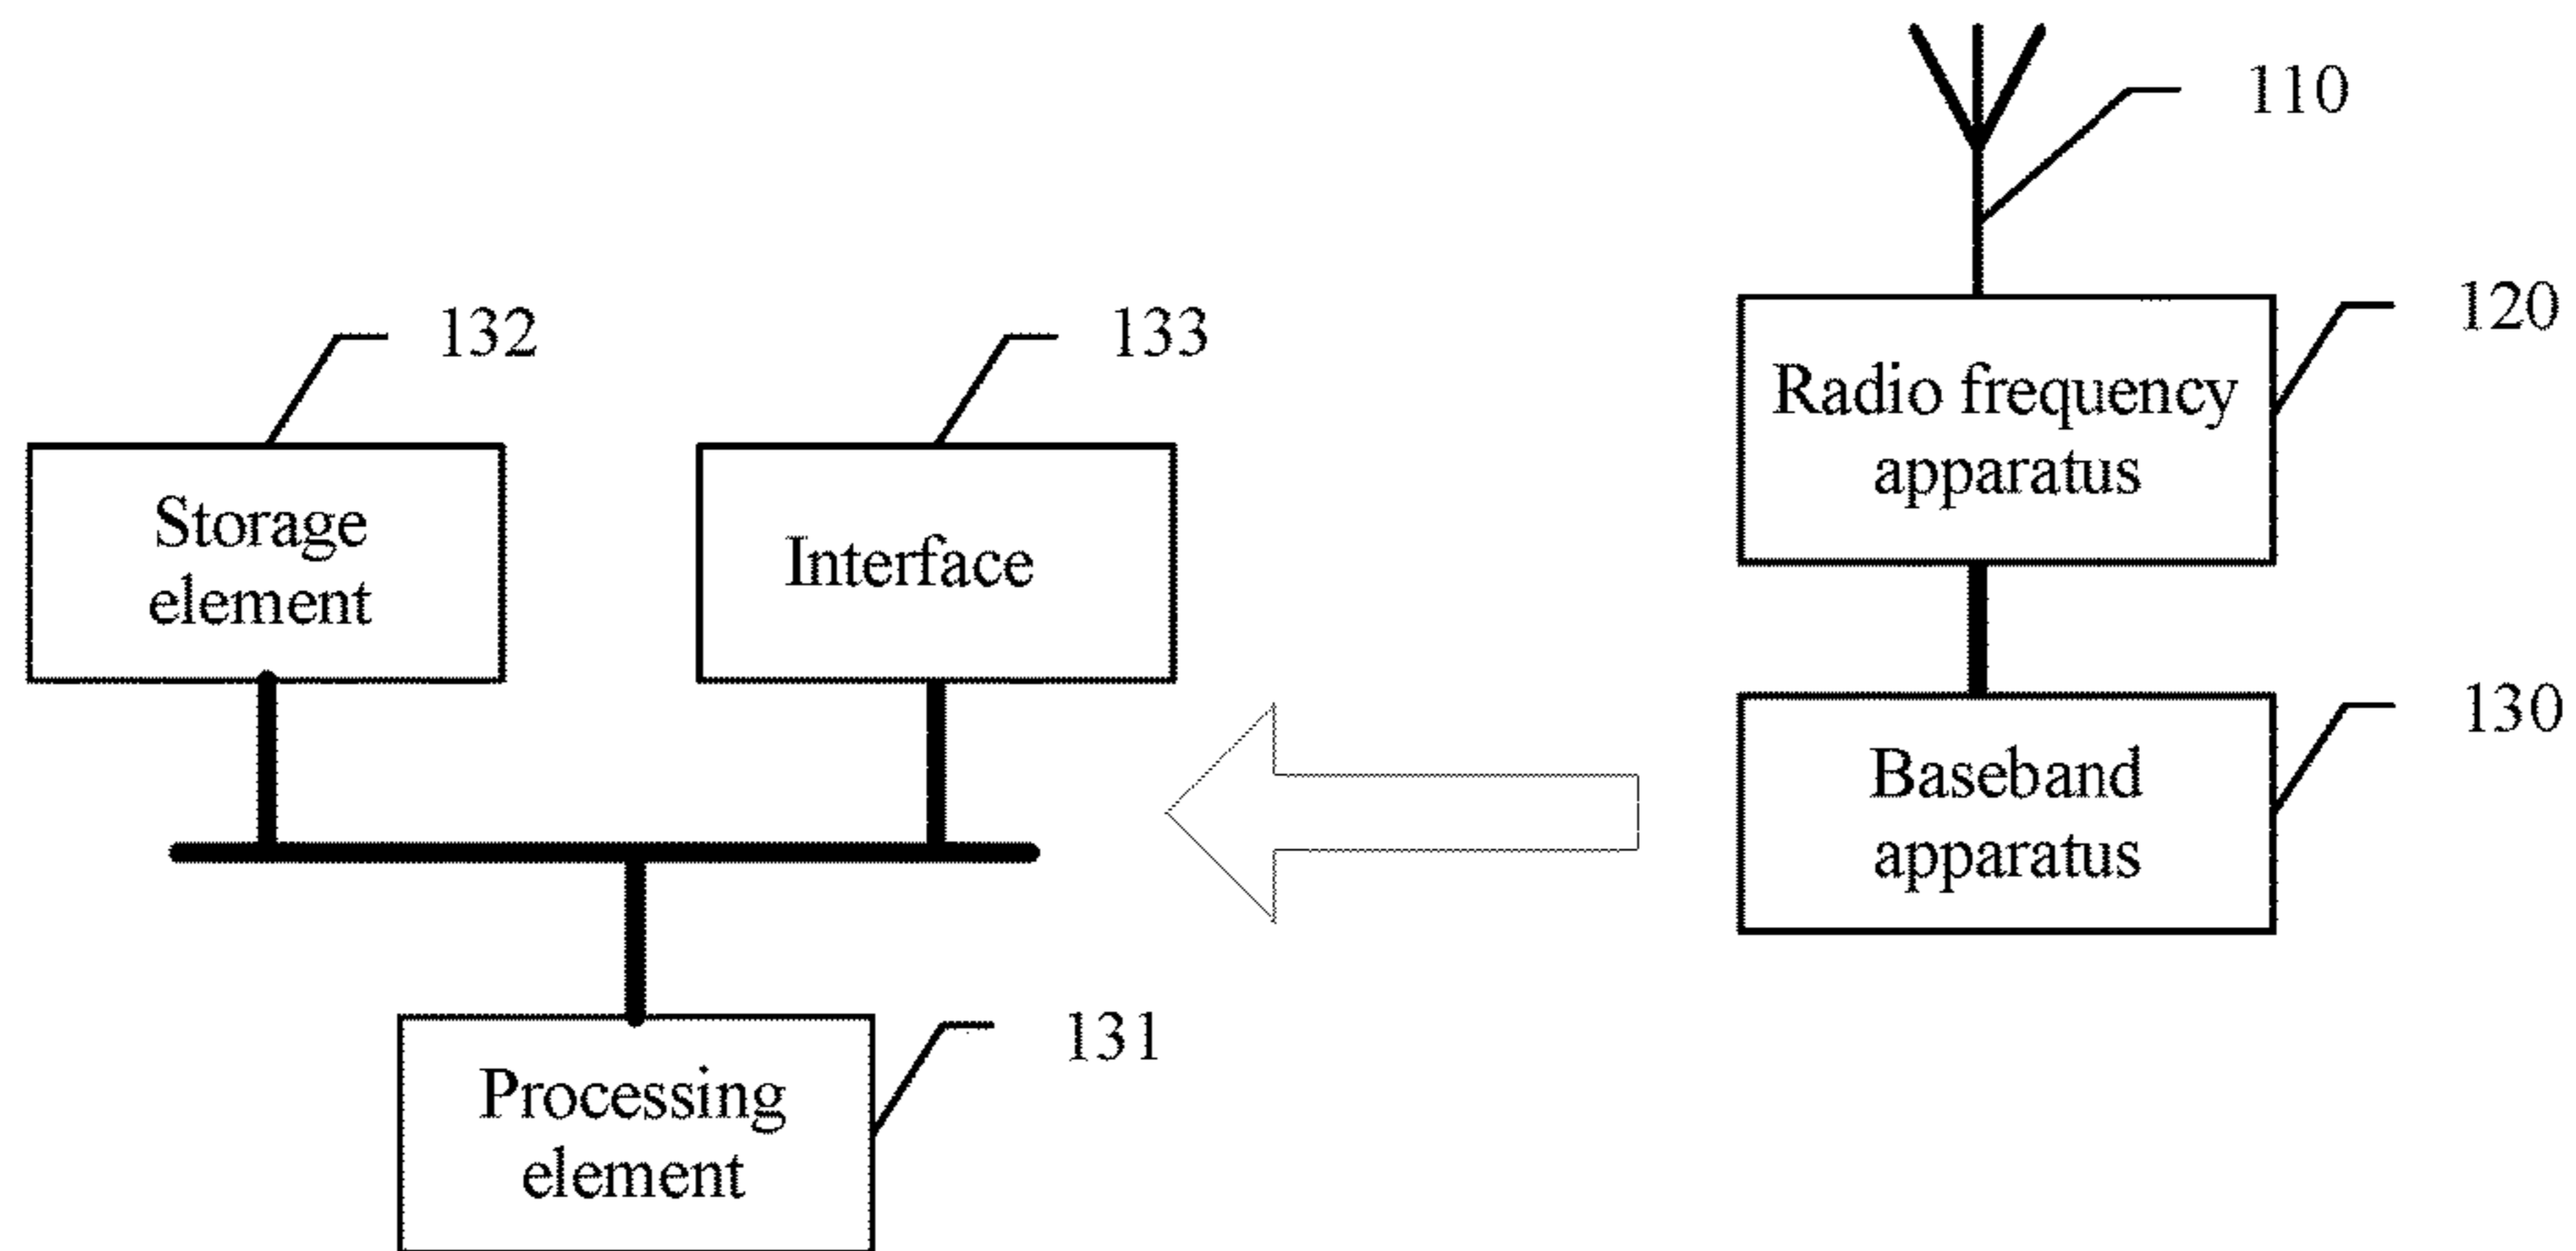 110
120
Radio frequency
apparatus
132
133
Storage
element
Interface
130
Baseband
apparatus
131
Processing
element